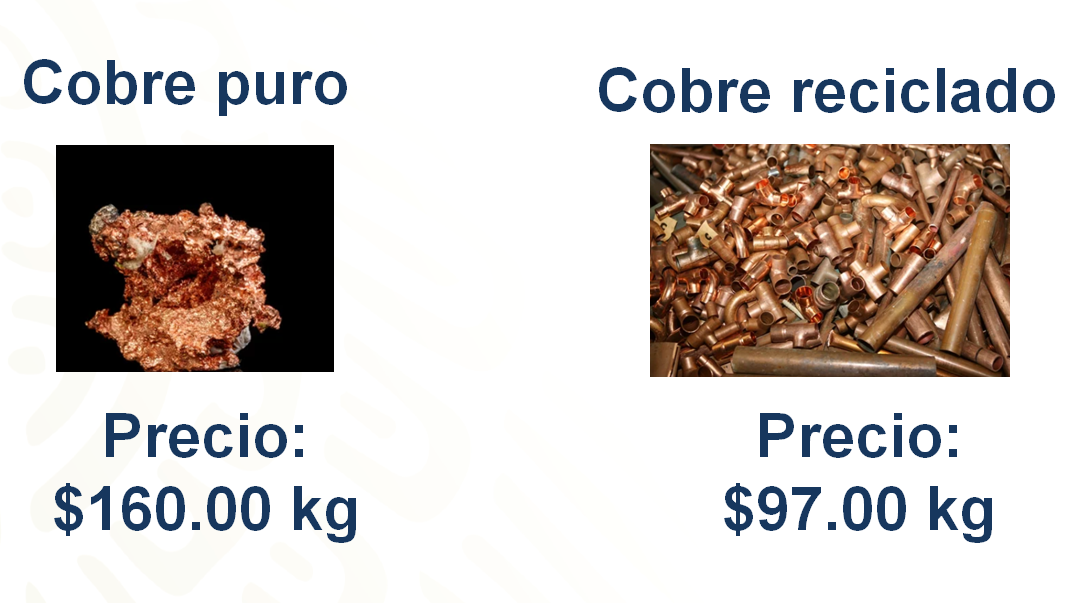 Cobre puro
Cobre reciclado
Precio:
$160.00 kg
Precio:
$97.00 kg